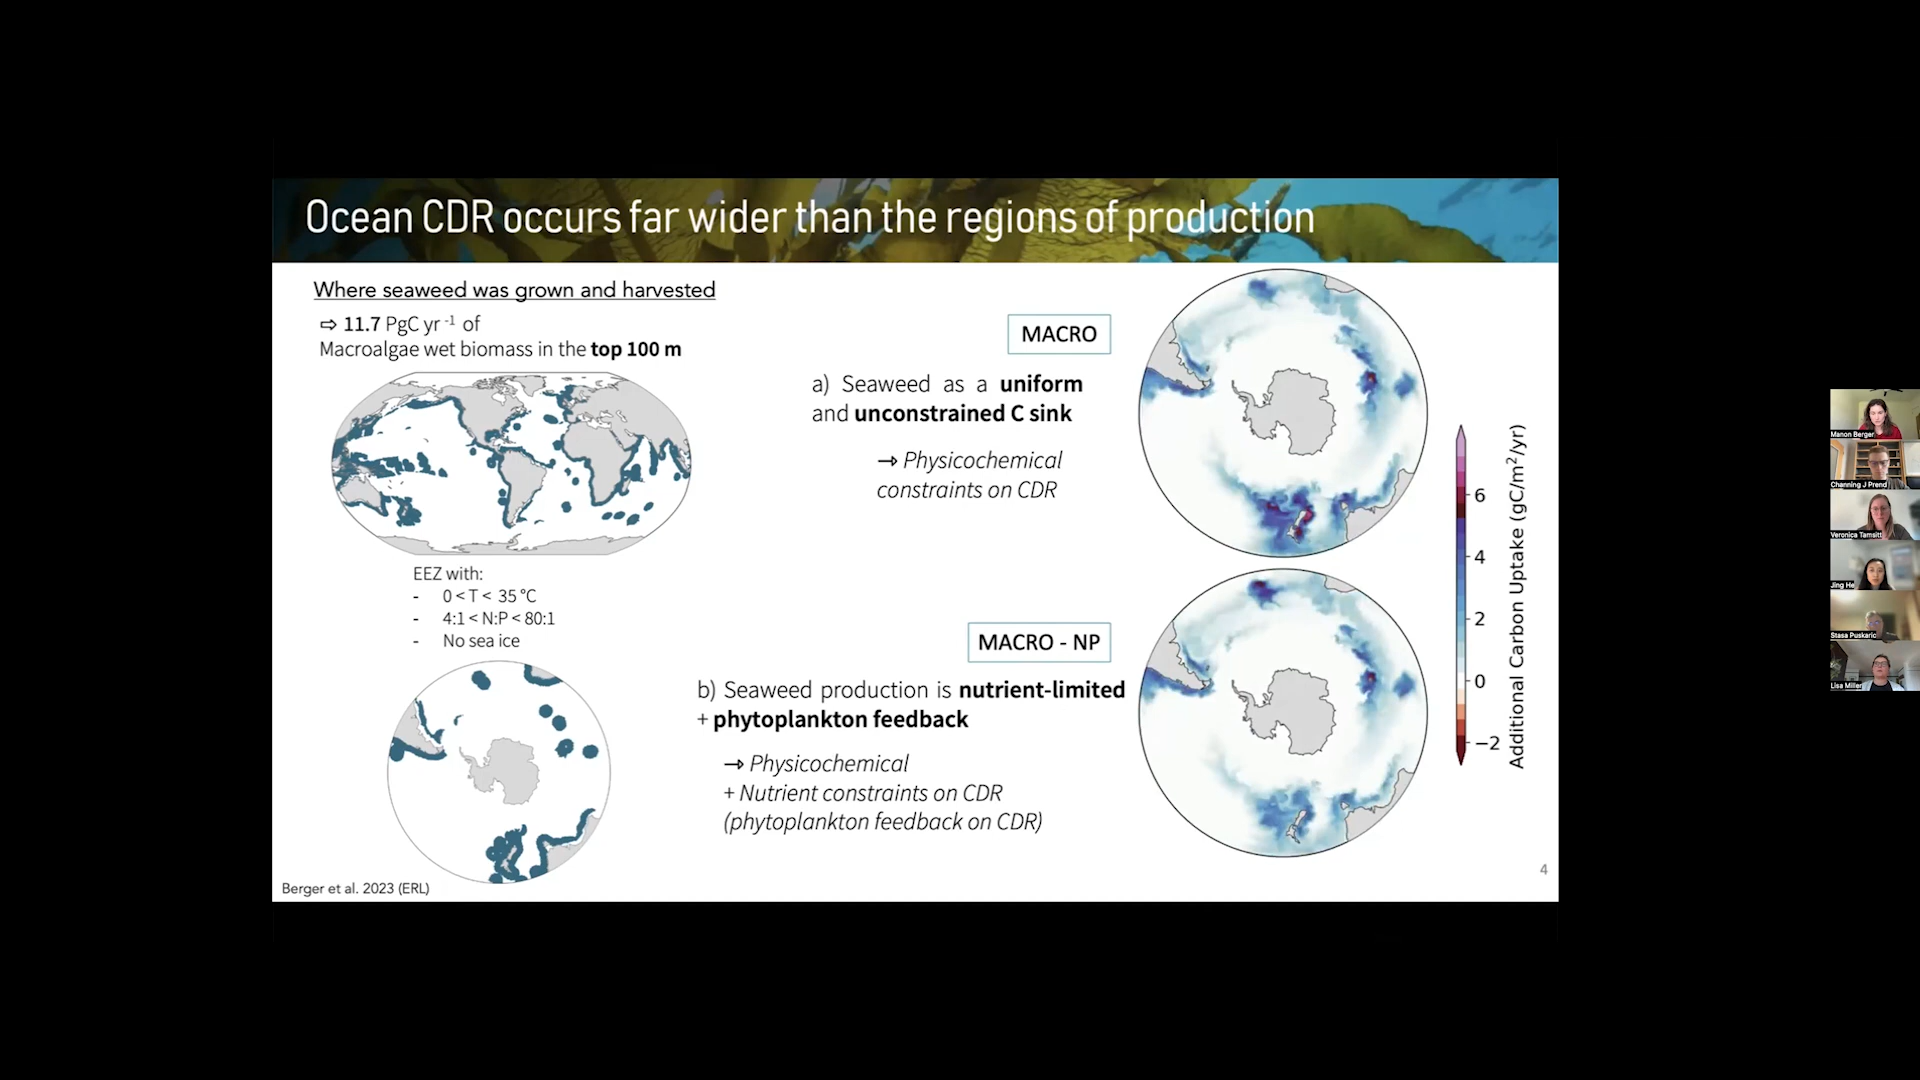 Ocean CDR occurs far wider than the regions of production
Where seaweed was grown and harvested
⇨ 11.7 PgC yr -1 of
Macroalgae wet biomass in the top 100 m
EEZ with:
- 0 < T < 35 °C
- 4:1 < N:P < 80:1
- No sea ice
Berger et al. 2023 (ERL)
MACRO
a) Seaweed as a uniform
and unconstrained C sink
→ Physicochemical
constraints on CDR
MACRO - NP
b) Seaweed production is nutrient-limited
+ phytoplankton feedback
→ Physicochemical
+ Nutrient constraints on CDR
(phytoplankton feedback on CDR)
6
4
2
0
−2
Additional Carbon Uptake (gC/m²/yr)
4
Manon Berger
Channing J Prend
Veronica Tamsitt
Jing He
Stasa Puskaric
Lisa Miller